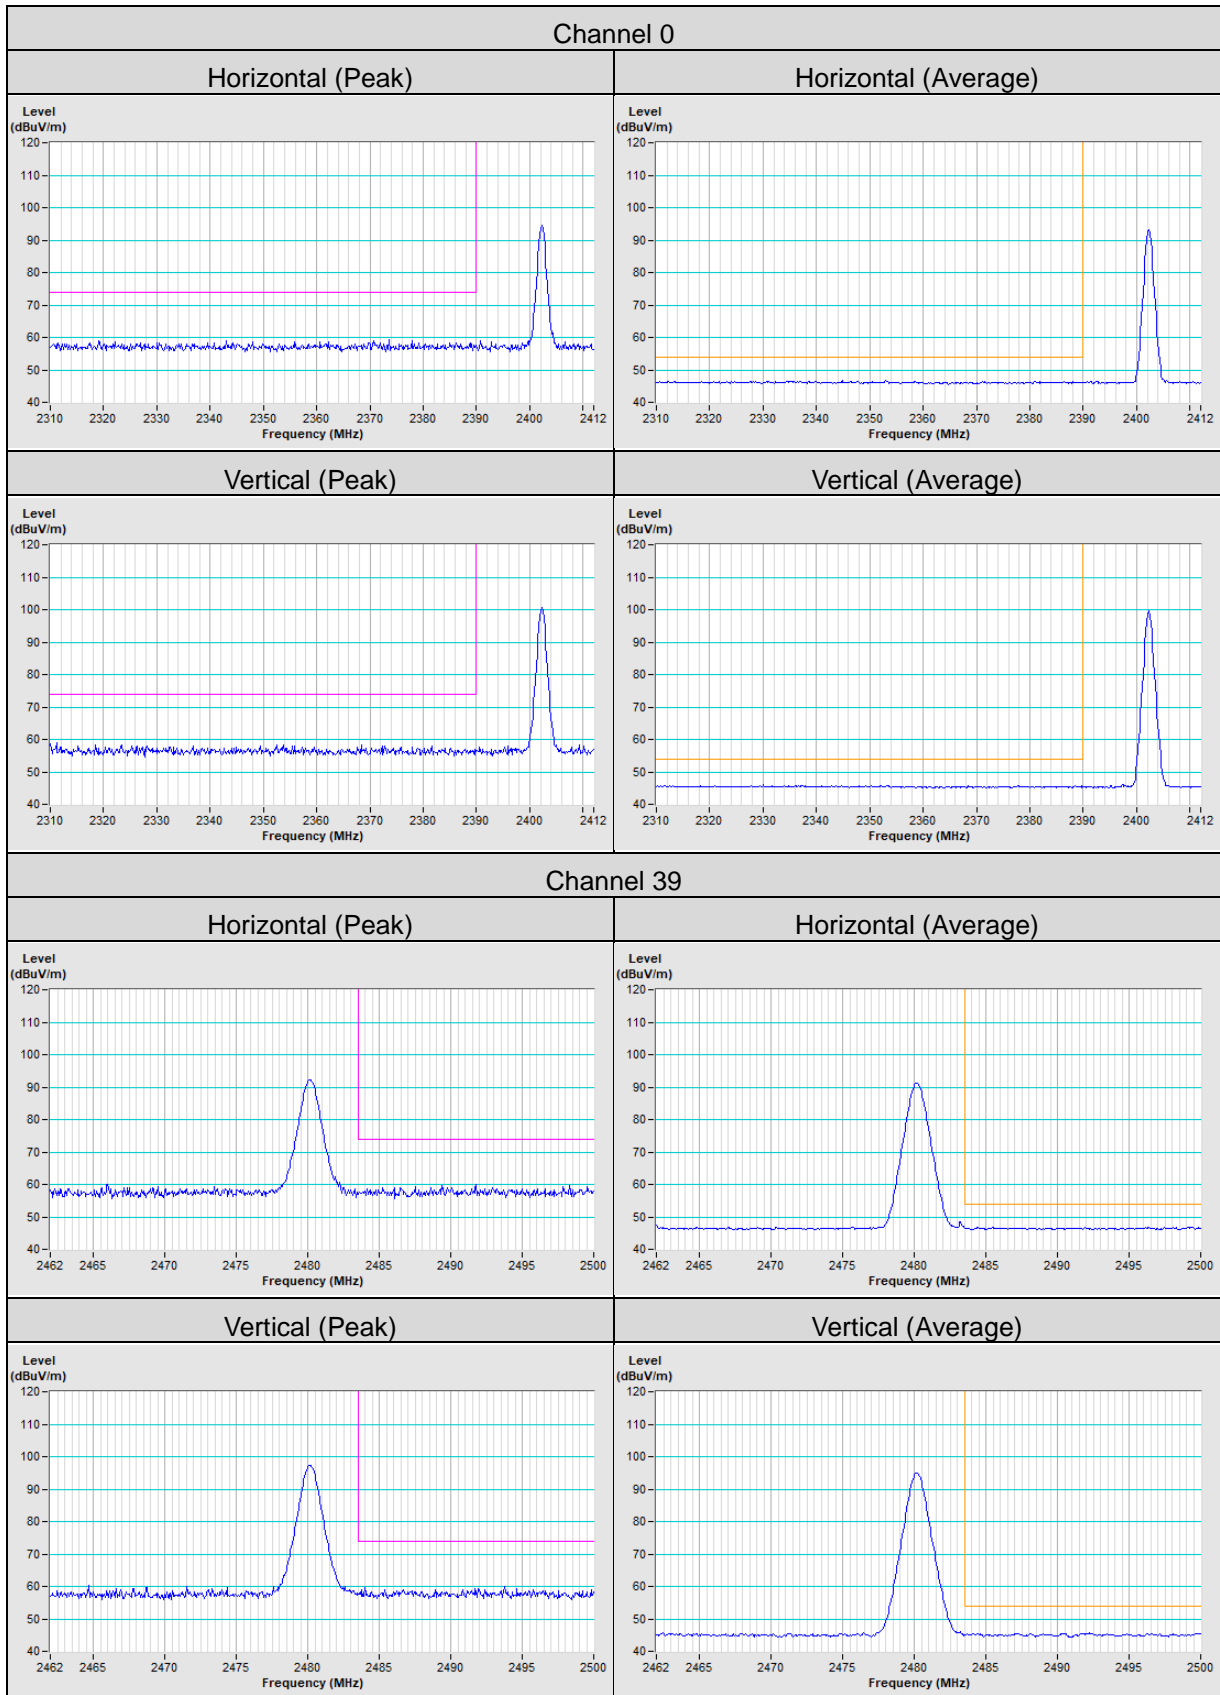 Channel 0
Horizontal (Peak) Horizontal (Average)
Level Level
(dBuV/m) (dBuV/m)
120 120
110 110
100 100
90 90
80 80
70 70
60 60
50 50
40 40
2310 2320 2330 2340 2350 2360 2370 2380 2390 2400 2412 2310 2320 2330 2340 2350 2360 2370 2380 2390 2400 2412
Frequency (MHz) Frequency (MHz)
Vertical (Peak) Vertical (Average)
Level Level
(dBuV/m) (dBuV/m)
120 120
110 110
100 100
90 90
80 80
70 70
60 60
50 50
40 40
2310 2320 2330 2340 2350 2360 2370 2380 2390 2400 2412 2310 2320 2330 2340 2350 2360 2370 2380 2390 2400 2412
Frequency (MHz) Frequency (MHz)
Channel 39
Horizontal (Peak) Horizontal (Average)
Level Level
(dBuV/m) (dBuV/m)
120 120
110 110
100 100
90 90
80 80
70 70
60 60
50 50
40 40
2462 2465 2470 2475 2480 2485 2490 2495 2500 2462 2465 2470 2475 2480 2485 2490 2495 2500
Frequency (MHz) Frequency (MHz)
Vertical (Peak) Vertical (Average)
Level Level
(dBuV/m) (dBuV/m)
120 120
110 110
100 100
90 90
80 80
70 70
60 60
50 50
40 40
2462 2465 2470 2475 2480 2485 2490 2495 2500 2462 2465 2470 2475 2480 2485 2490 2495 2500
Frequency (MHz) Frequency (MHz)